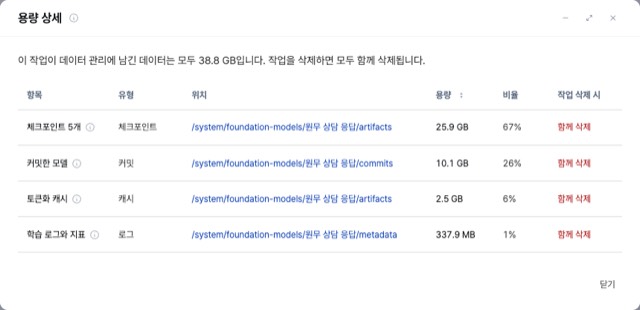 용량 상세
이 작업이 데이터 관리에 남긴 데이터는 모두 38.8 GB입니다. 작업을 삭제하면 모두 함께 삭제됩니다.
항목 유형 위치 용량 비율 작업 삭제 시
체크포인트 5개 체크포인트 /system/foundation-models/원무 상담 응답/artifacts 25.9 GB 67% 함께 삭제
커밋한 모델 커밋 /system/foundation-models/원무 상담 응답/commits 10.1 GB 26% 함께 삭제
토큰화 캐시 캐시 /system/foundation-models/원무 상담 응답/artifacts 2.5 GB 6% 함께 삭제
학습 로그와 지표 로그 /system/foundation-models/원무 상담 응답/metadata 337.9 MB 1% 함께 삭제
닫기